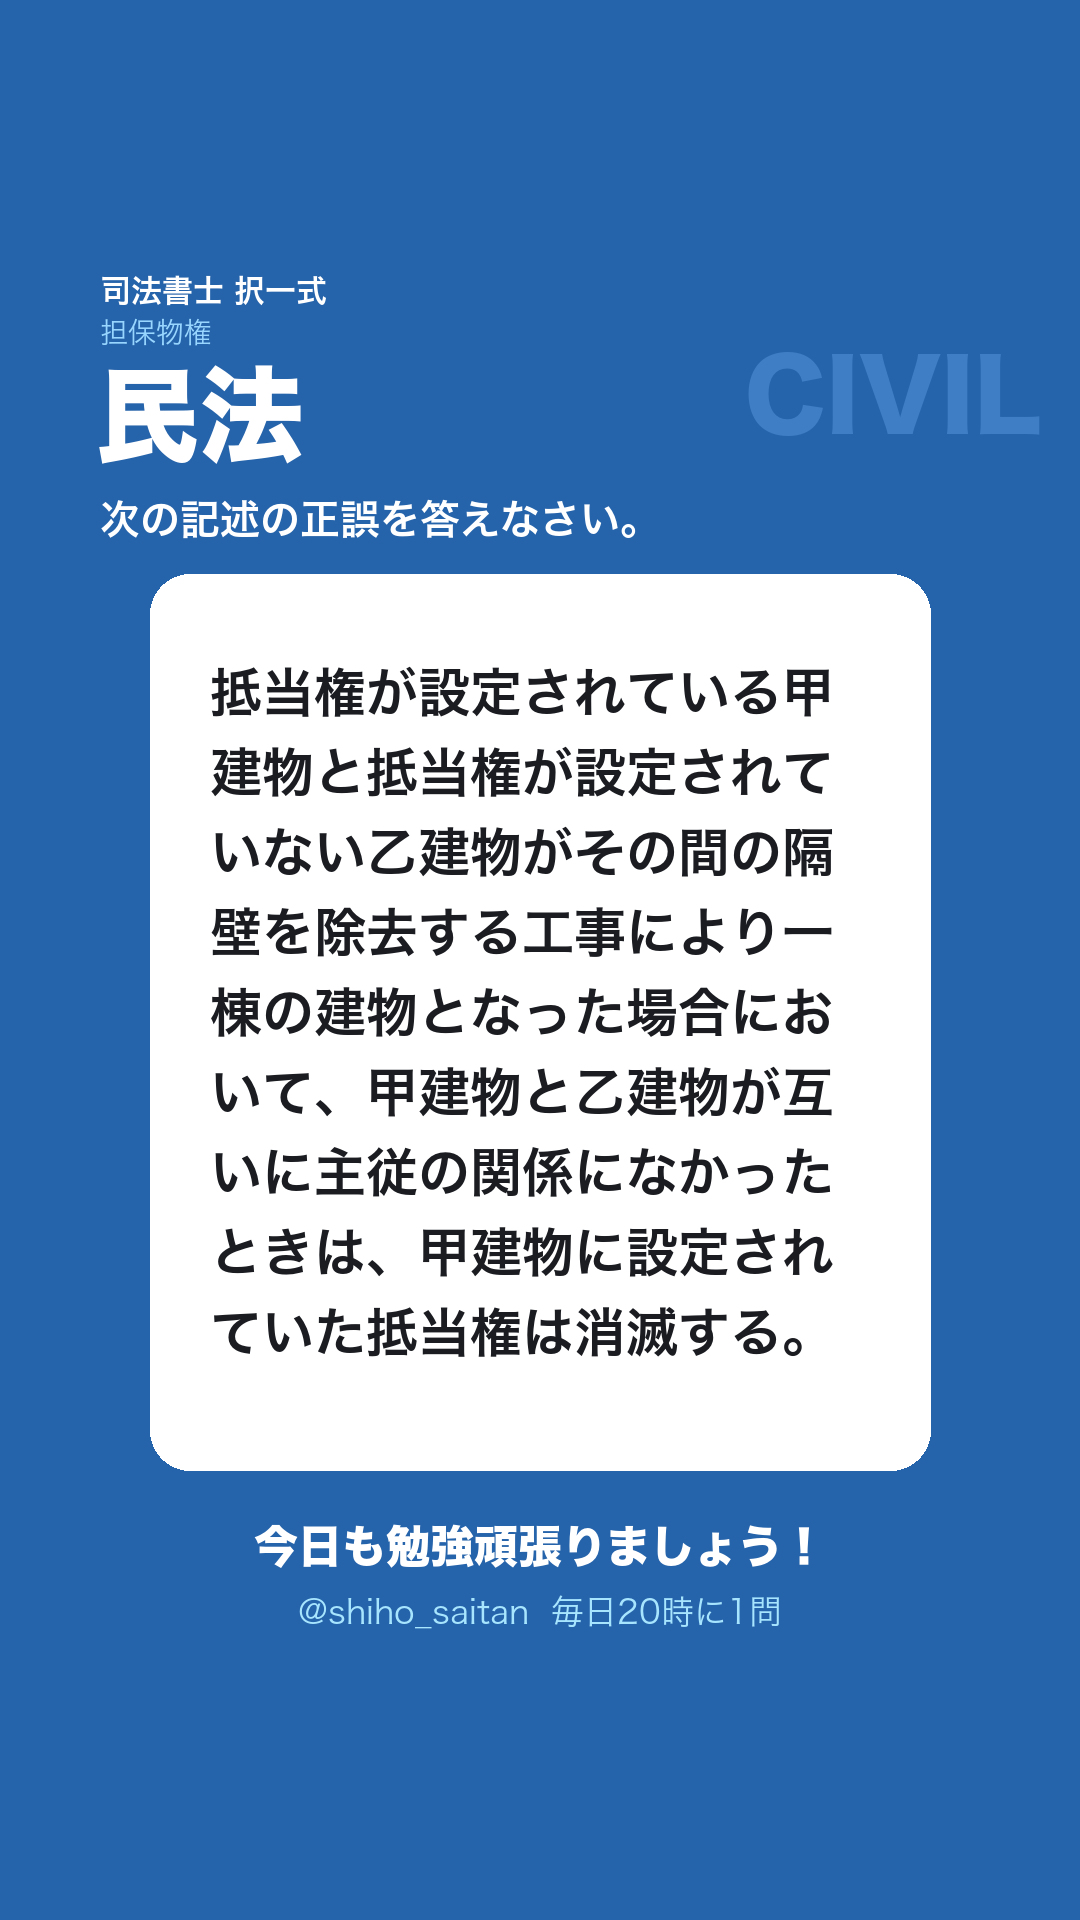 司法書士 択一式
担保物権
民法
CIVIL
次の記述の正誤を答えなさい。
抵当権が設定されている甲
建物と抵当権が設定されて
いない乙建物がその間の隔
壁を除去する工事により一
棟の建物となった場合にお
いて、甲建物と乙建物が互
いに主従の関係になかった
ときは、甲建物に設定され
ていた抵当権は消滅する。
今日も勉強頑張りましょう！
@shiho_saitan 毎日20時に1問